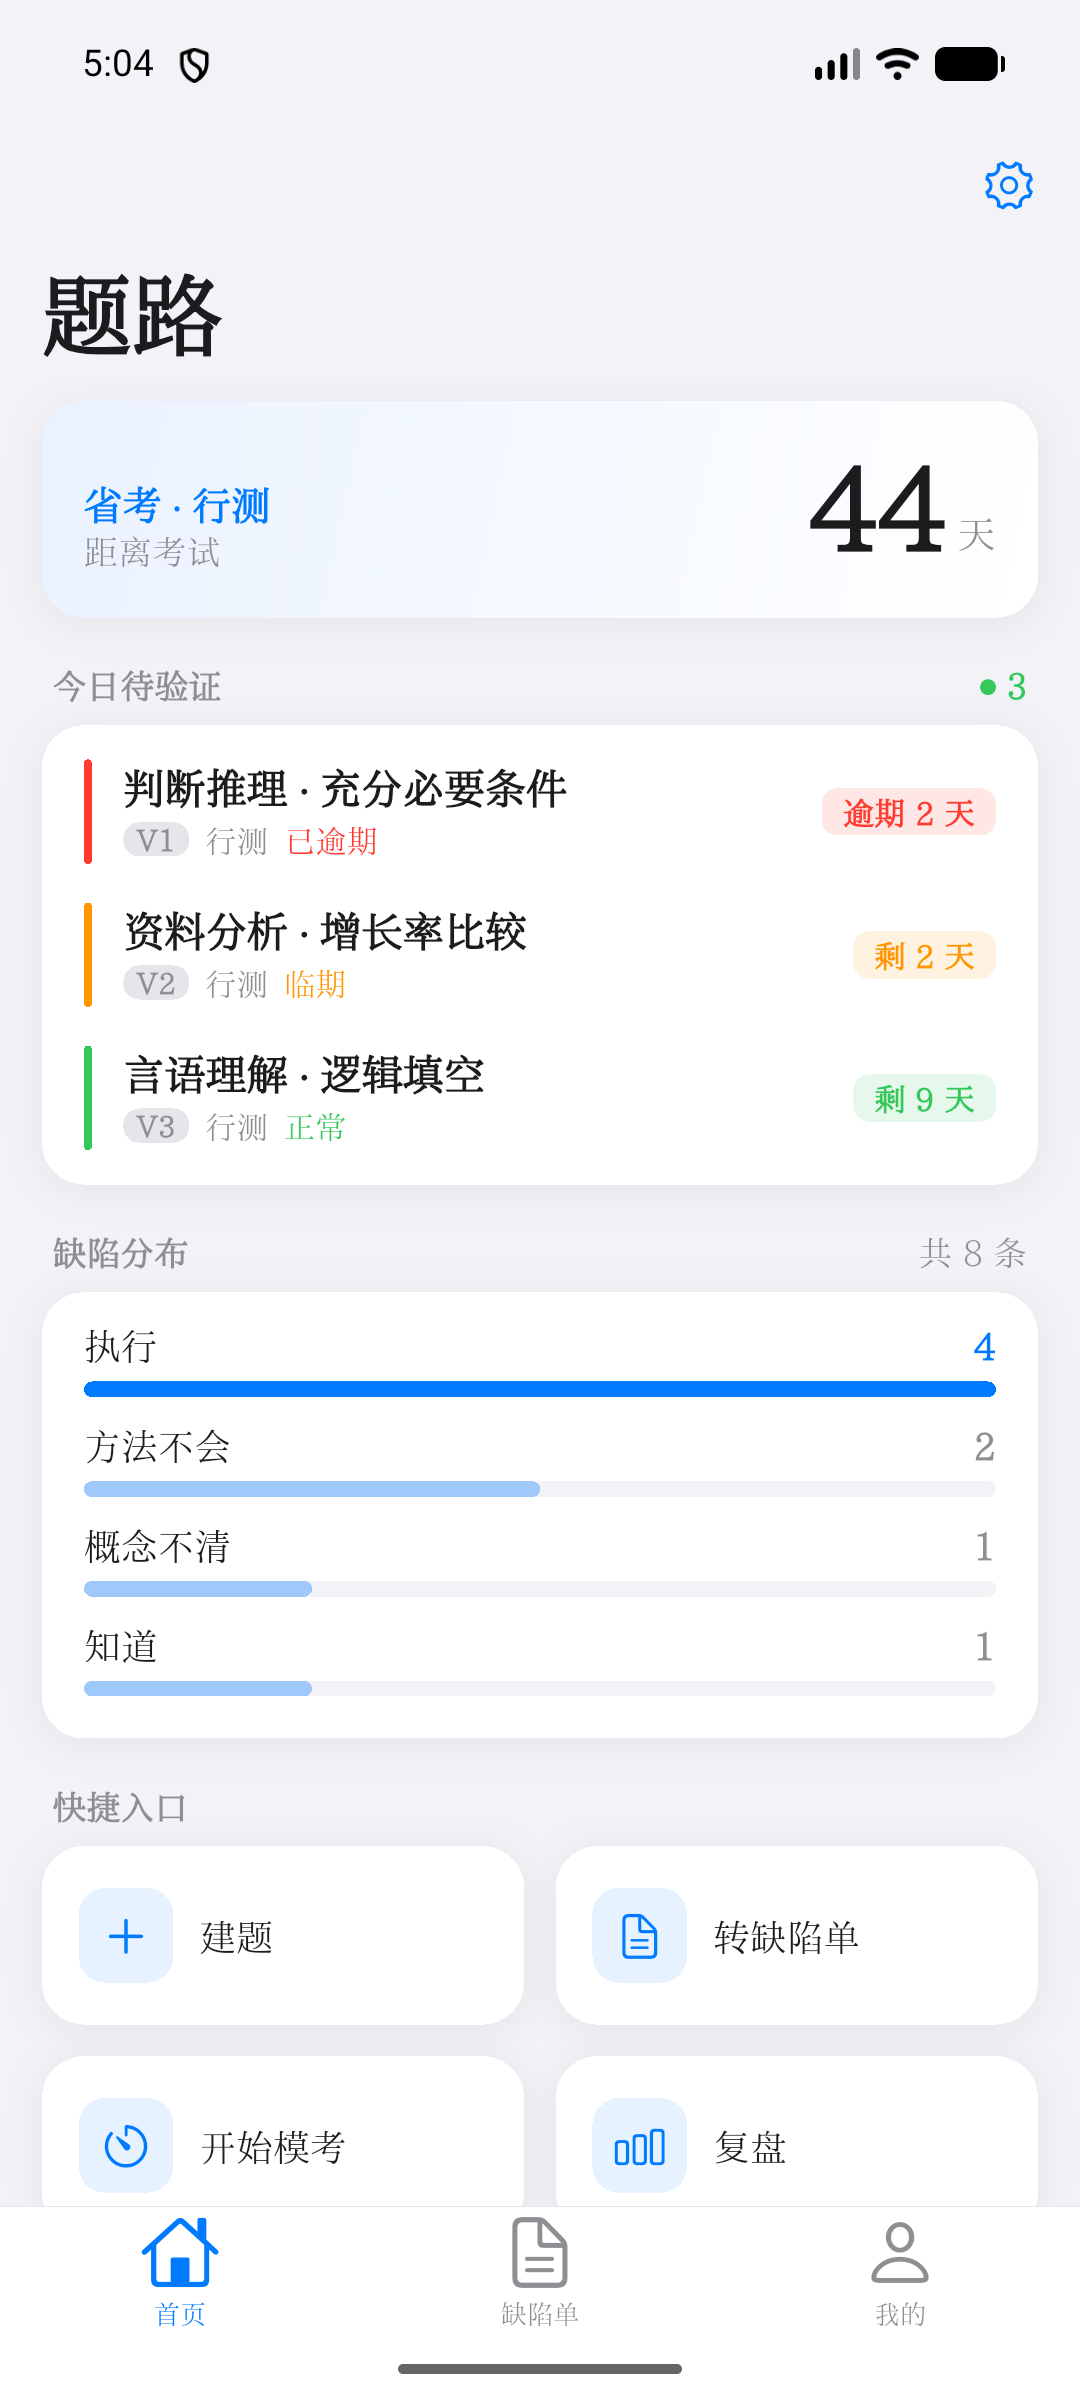 5:04
题路
省考 · 行测
距离考试
44 天
今日待验证
3
判断推理 · 充分必要条件
V1 行测 已逾期
逾期 2 天
资料分析 · 增长率比较
V2 行测 临期
剩 2 天
言语理解 · 逻辑填空
V3 行测 正常
剩 9 天
缺陷分布
共 8 条
执行 4
方法不会 2
概念不清 1
知道 1
快捷入口
建题
转缺陷单
开始模考
复盘
首页
缺陷单
我的